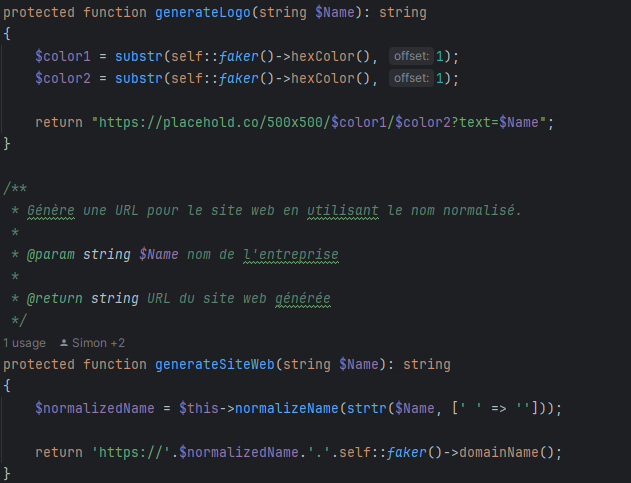 protected function generateLogo(string $Name): string
{
    $color1 = substr(self::faker()->hexColor(), offset: 1);
    $color2 = substr(self::faker()->hexColor(), offset: 1);

    return "https://placehold.co/500x500/$color1/$color2?text=$Name";
}

/**
 * Génère une URL pour le site web en utilisant le nom normalisé.
 *
 * @param string $Name nom de l'entreprise
 *
 * @return string URL du site web générée
 */
1 usage Simon +2
protected function generateSiteWeb(string $Name): string
{
    $normalizedName = $this->normalizeName(strtr($Name, [' ' => '']));

    return 'https://'.$normalizedName.'.'.self::faker()->domainName();
}